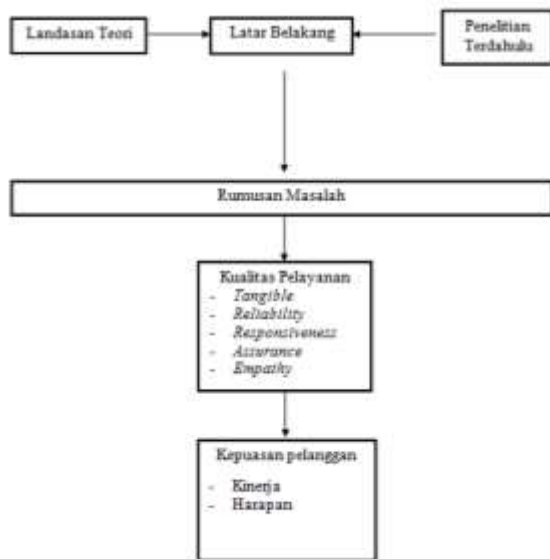 Landasan Teori
Latar Belakang
Penelitian
Terdahulu
Rumusan Masalah
Kualitas Pelayanan
- Tangible
- Reliability
- Responsiveness
- Assurance
- Empathy
Kepuasan pelanggan
- Kinerja
- Harapan